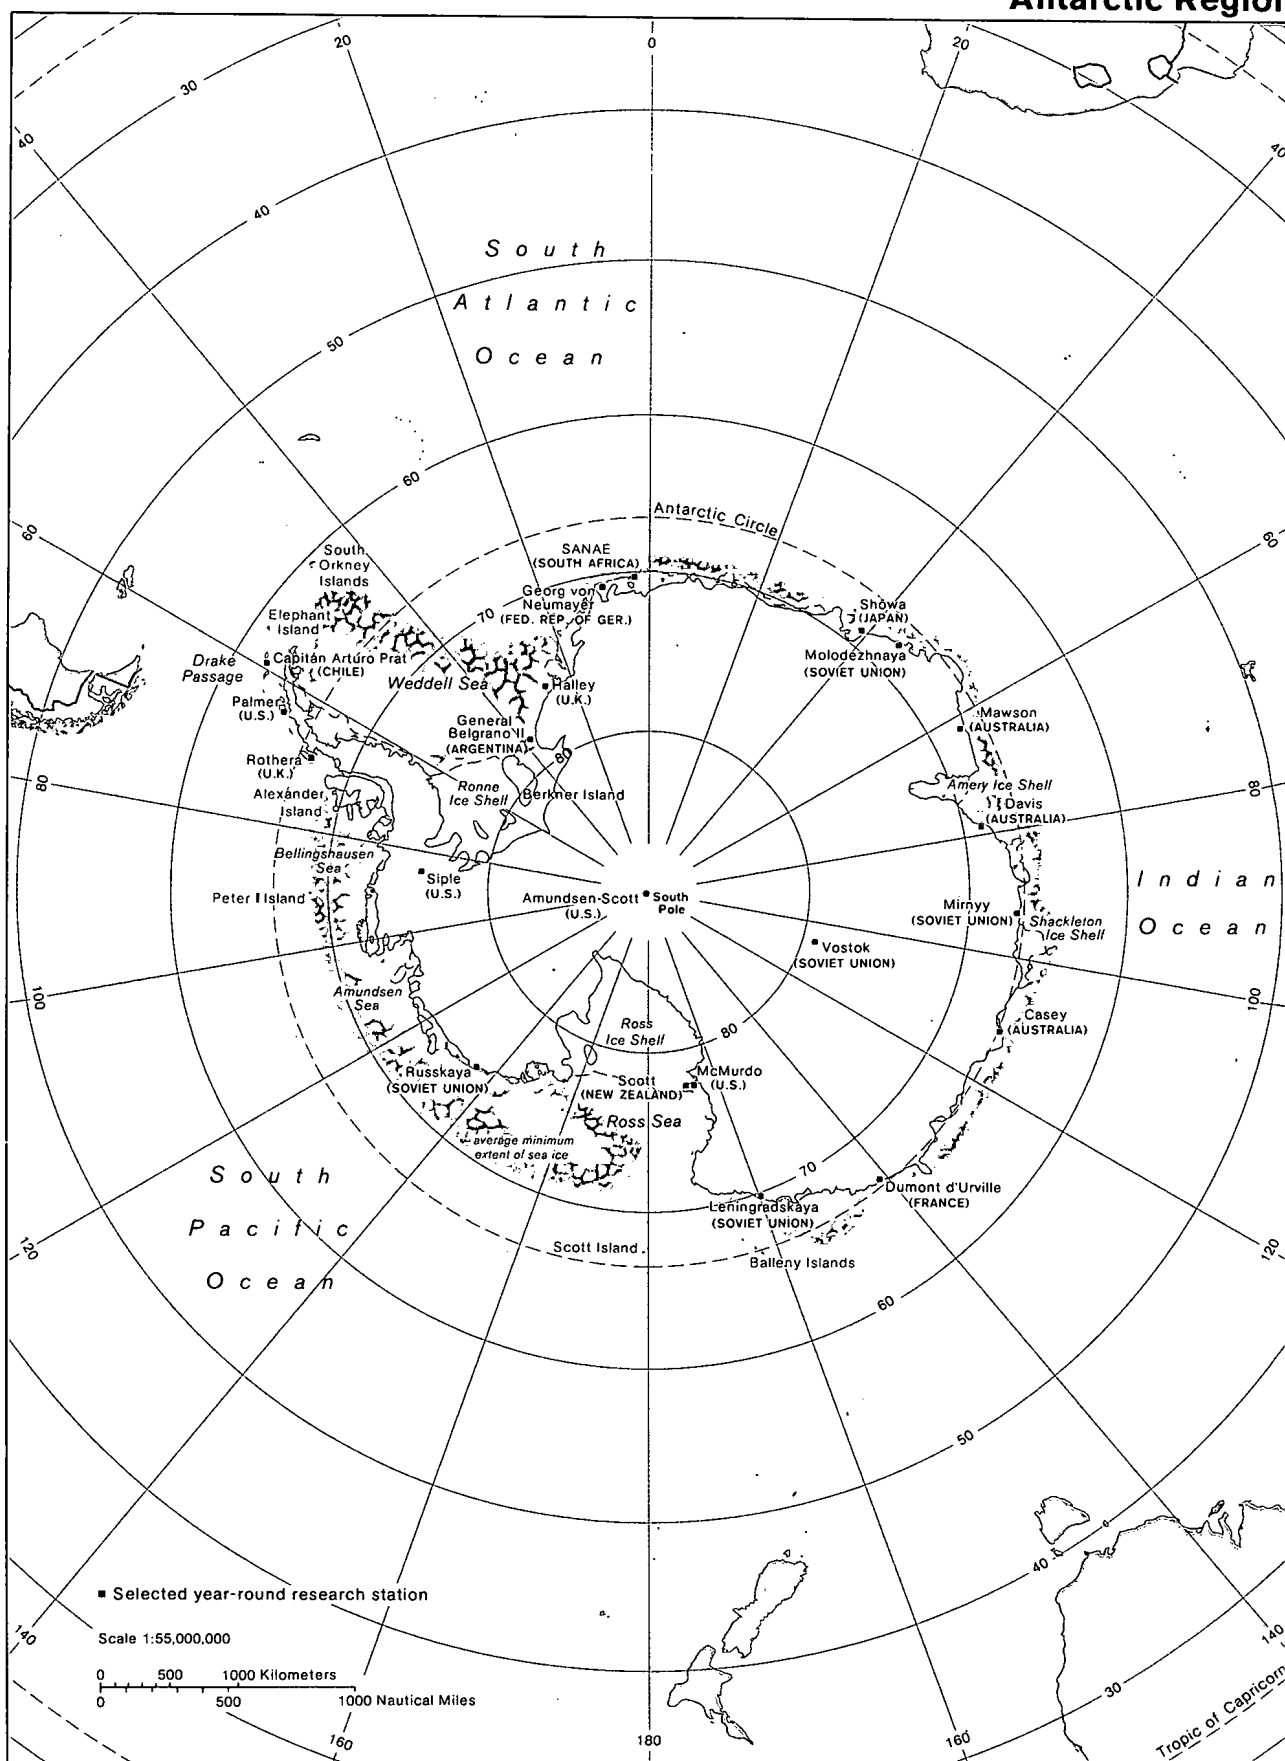 Antarctic Region
20
0
20
30
40
40
40
South
Atlantic
Ocean
50
60
60
60
Antarctic Circle
South
Orkney
Islands
SANAE
(SOUTH AFRICA)
Georg von
Neumayer
(FED. REP. OF GER.)
70
Elephant
Island
Showa
(JAPAN)
Drake
Passage
Capitán Arturo Prat
(CHILE)
Weddell Sea
Molodezhnaya
(SOVIET UNION)
Halley
(U.K.)
Palmer
(U.S.)
General
Belgrano II
(ARGENTINA)
Mawson
(AUSTRALIA)
80
Rothera
(U.K.)
80
Ronne
Ice Shelf
Berkner Island
Amery Ice Shelf
80
Alexander
Island
Davis
(AUSTRALIA)
Bellingshausen
Sea
Siple
(U.S.)
Peter I Island
Amundsen-Scott
(U.S.)
South
Pole
Mirnyy
(SOVIET UNION)
Shackleton
Ice Shelf
Indian
Ocean
Vostok
(SOVIET UNION)
100
Amundsen
Sea
100
Ross
Ice Shelf
80
Casey
(AUSTRALIA)
Russkaya
(SOVIET UNION)
Scott
(NEW ZEALAND)
McMurdo
(U.S.)
Ross Sea
average minimum
extent of sea ice
70
South
Pacific
Ocean
Dumont d'Urville
(FRANCE)
Leningradskaya
(SOVIET UNION)
120
Scott Island
Balleny Islands
120
60
50
40
■ Selected year-round research station
Scale 1:55,000,000
140
140
0 500 1000 Kilometers
0 500 1000 Nautical Miles
30
Tropic of Capricorn
160
180
160